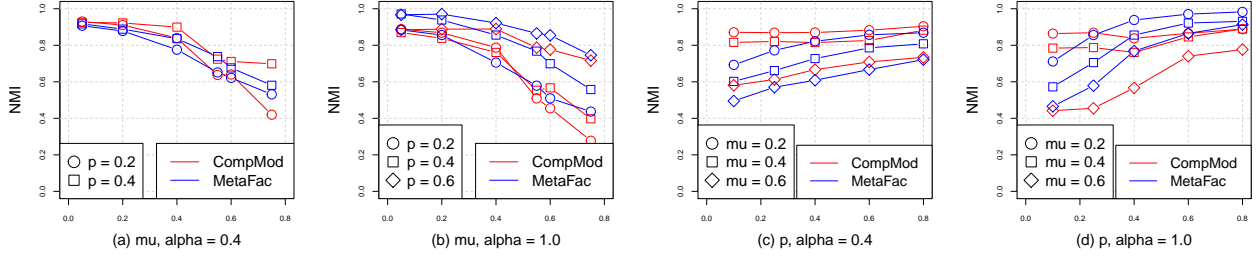 NMI
1.0
0.8
0.6
0.4
0.2
0.0
p = 0.2
p = 0.4
CompMod
MetaFac
0.0 0.2 0.4 0.6 0.8
(a) mu, alpha = 0.4
NMI
1.0
0.8
0.6
0.4
0.2
0.0
p = 0.2
p = 0.4
p = 0.6
CompMod
MetaFac
0.0 0.2 0.4 0.6 0.8
(b) mu, alpha = 1.0
NMI
1.0
0.8
0.6
0.4
0.2
0.0
mu = 0.2
mu = 0.4
mu = 0.6
CompMod
MetaFac
0.0 0.2 0.4 0.6 0.8
(c) p, alpha = 0.4
NMI
1.0
0.8
0.6
0.4
0.2
0.0
mu = 0.2
mu = 0.4
mu = 0.6
CompMod
MetaFac
0.0 0.2 0.4 0.6 0.8
(d) p, alpha = 1.0